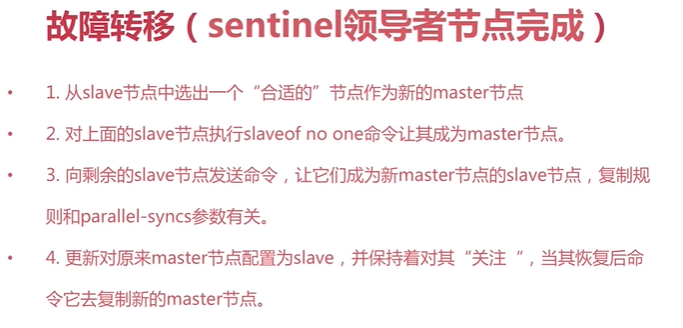 故障转移（sentinel领导者节点完成）
• 1. 从slave节点中选出一个“合适的”节点作为新的master节点
• 2. 对上面的slave节点执行slaveof no one命令让其成为master节点。
• 3. 向剩余的slave节点发送命令，让它们成为新master节点的slave节点，复制规
则和parallel-syncs参数有关。
• 4. 更新对原来master节点配置为slave，并保持着对其“关注“，当其恢复后命
令它去复制新的master节点。